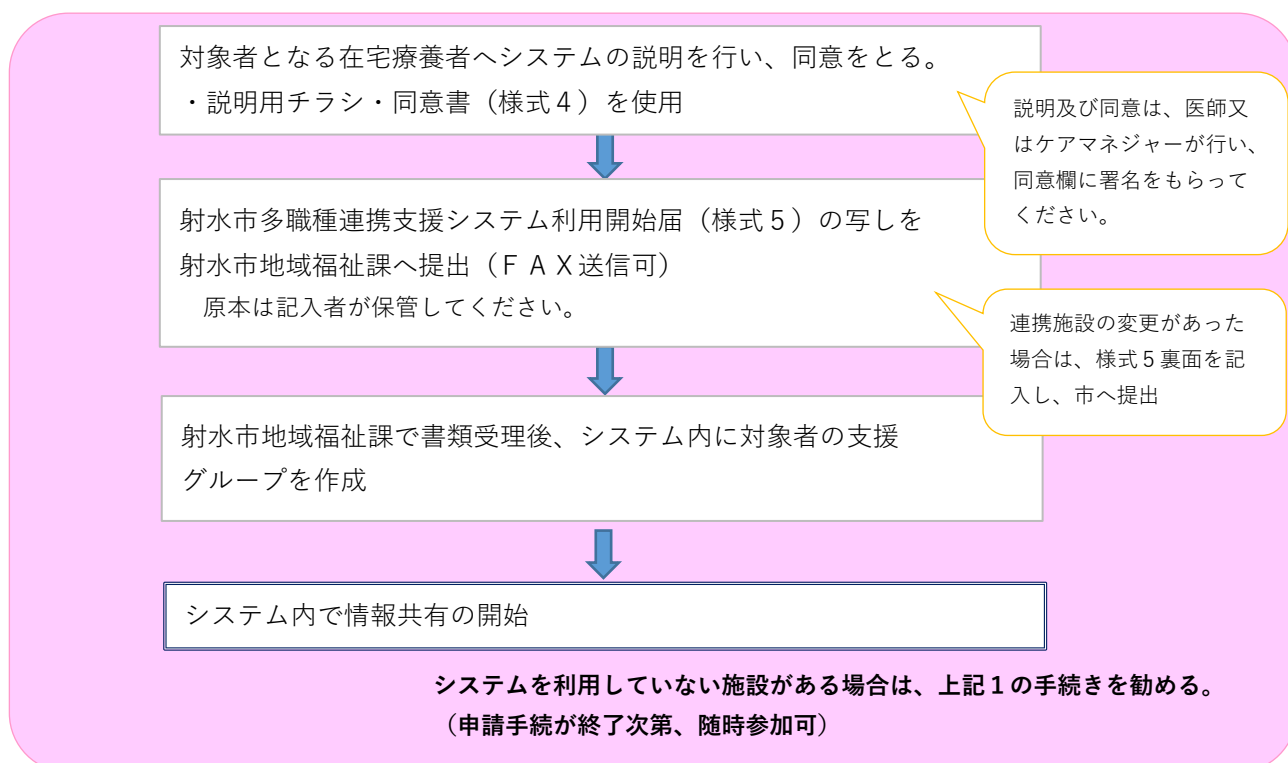 対象者となる在宅療養者へシステムの説明を行い、同意をとる。
・説明用チラシ・同意書（様式４）を使用
説明及び同意は、医師又
はケアマネジャーが行い、
同意欄に署名をもらって
ください。
射水市多職種連携支援システム利用開始届（様式５）の写しを
射水市地域福祉課へ提出（ＦＡＸ送信可）
原本は記入者が保管してください。
連携施設の変更があった
場合は、様式５裏面を記
入し、市へ提出
射水市地域福祉課で書類受理後、システム内に対象者の支援
グループを作成
システム内で情報共有の開始
システムを利用していない施設がある場合は、上記１の手続きを勧める。
（申請手続が終了次第、随時参加可）